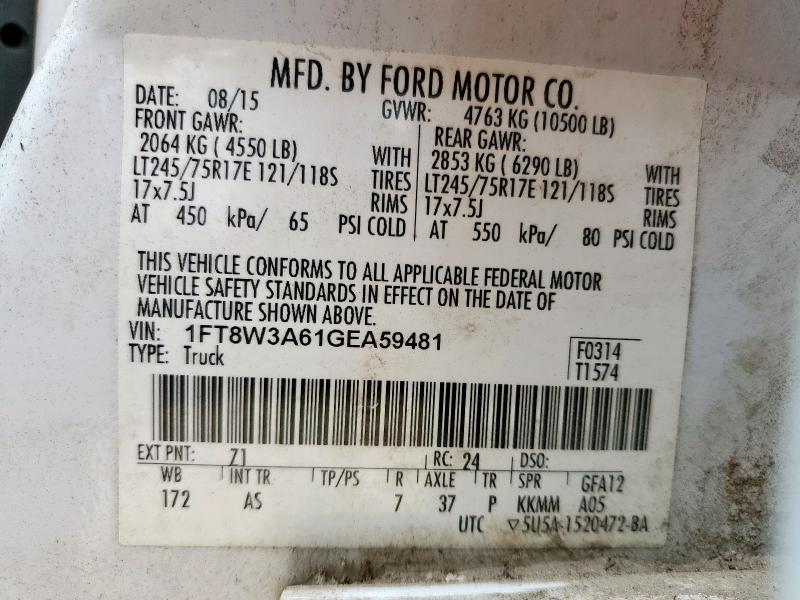 MFD. BY FORD MOTOR CO.
DATE: 08/15 GVWR: 4763 KG (10500 LB)
FRONT GAWR: REAR GAWR:
2064 KG ( 4550 LB) WITH 2853 KG ( 6290 LB) WITH
LT245/75R17E 121/118S TIRES LT245/75R17E 121/118S TIRES
17x7.5J RIMS 17x7.5J RIMS
AT 450 kPa/ 65 PSI COLD AT 550 kPa/ 80 PSI COLD
THIS VEHICLE CONFORMS TO ALL APPLICABLE FEDERAL MOTOR
VEHICLE SAFETY STANDARDS IN EFFECT ON THE DATE OF
MANUFACTURE SHOWN ABOVE.
VIN: 1FT8W3A61GEA59481 F0314
TYPE: Truck T1574
EXT PNT: Z1 RC: 24 DSO:
WB INT TR TP/PS R AXLE TR SPR GFA12
172 AS 7 37 P KKMM A05
UTC ▽5U5A-1520472-BA